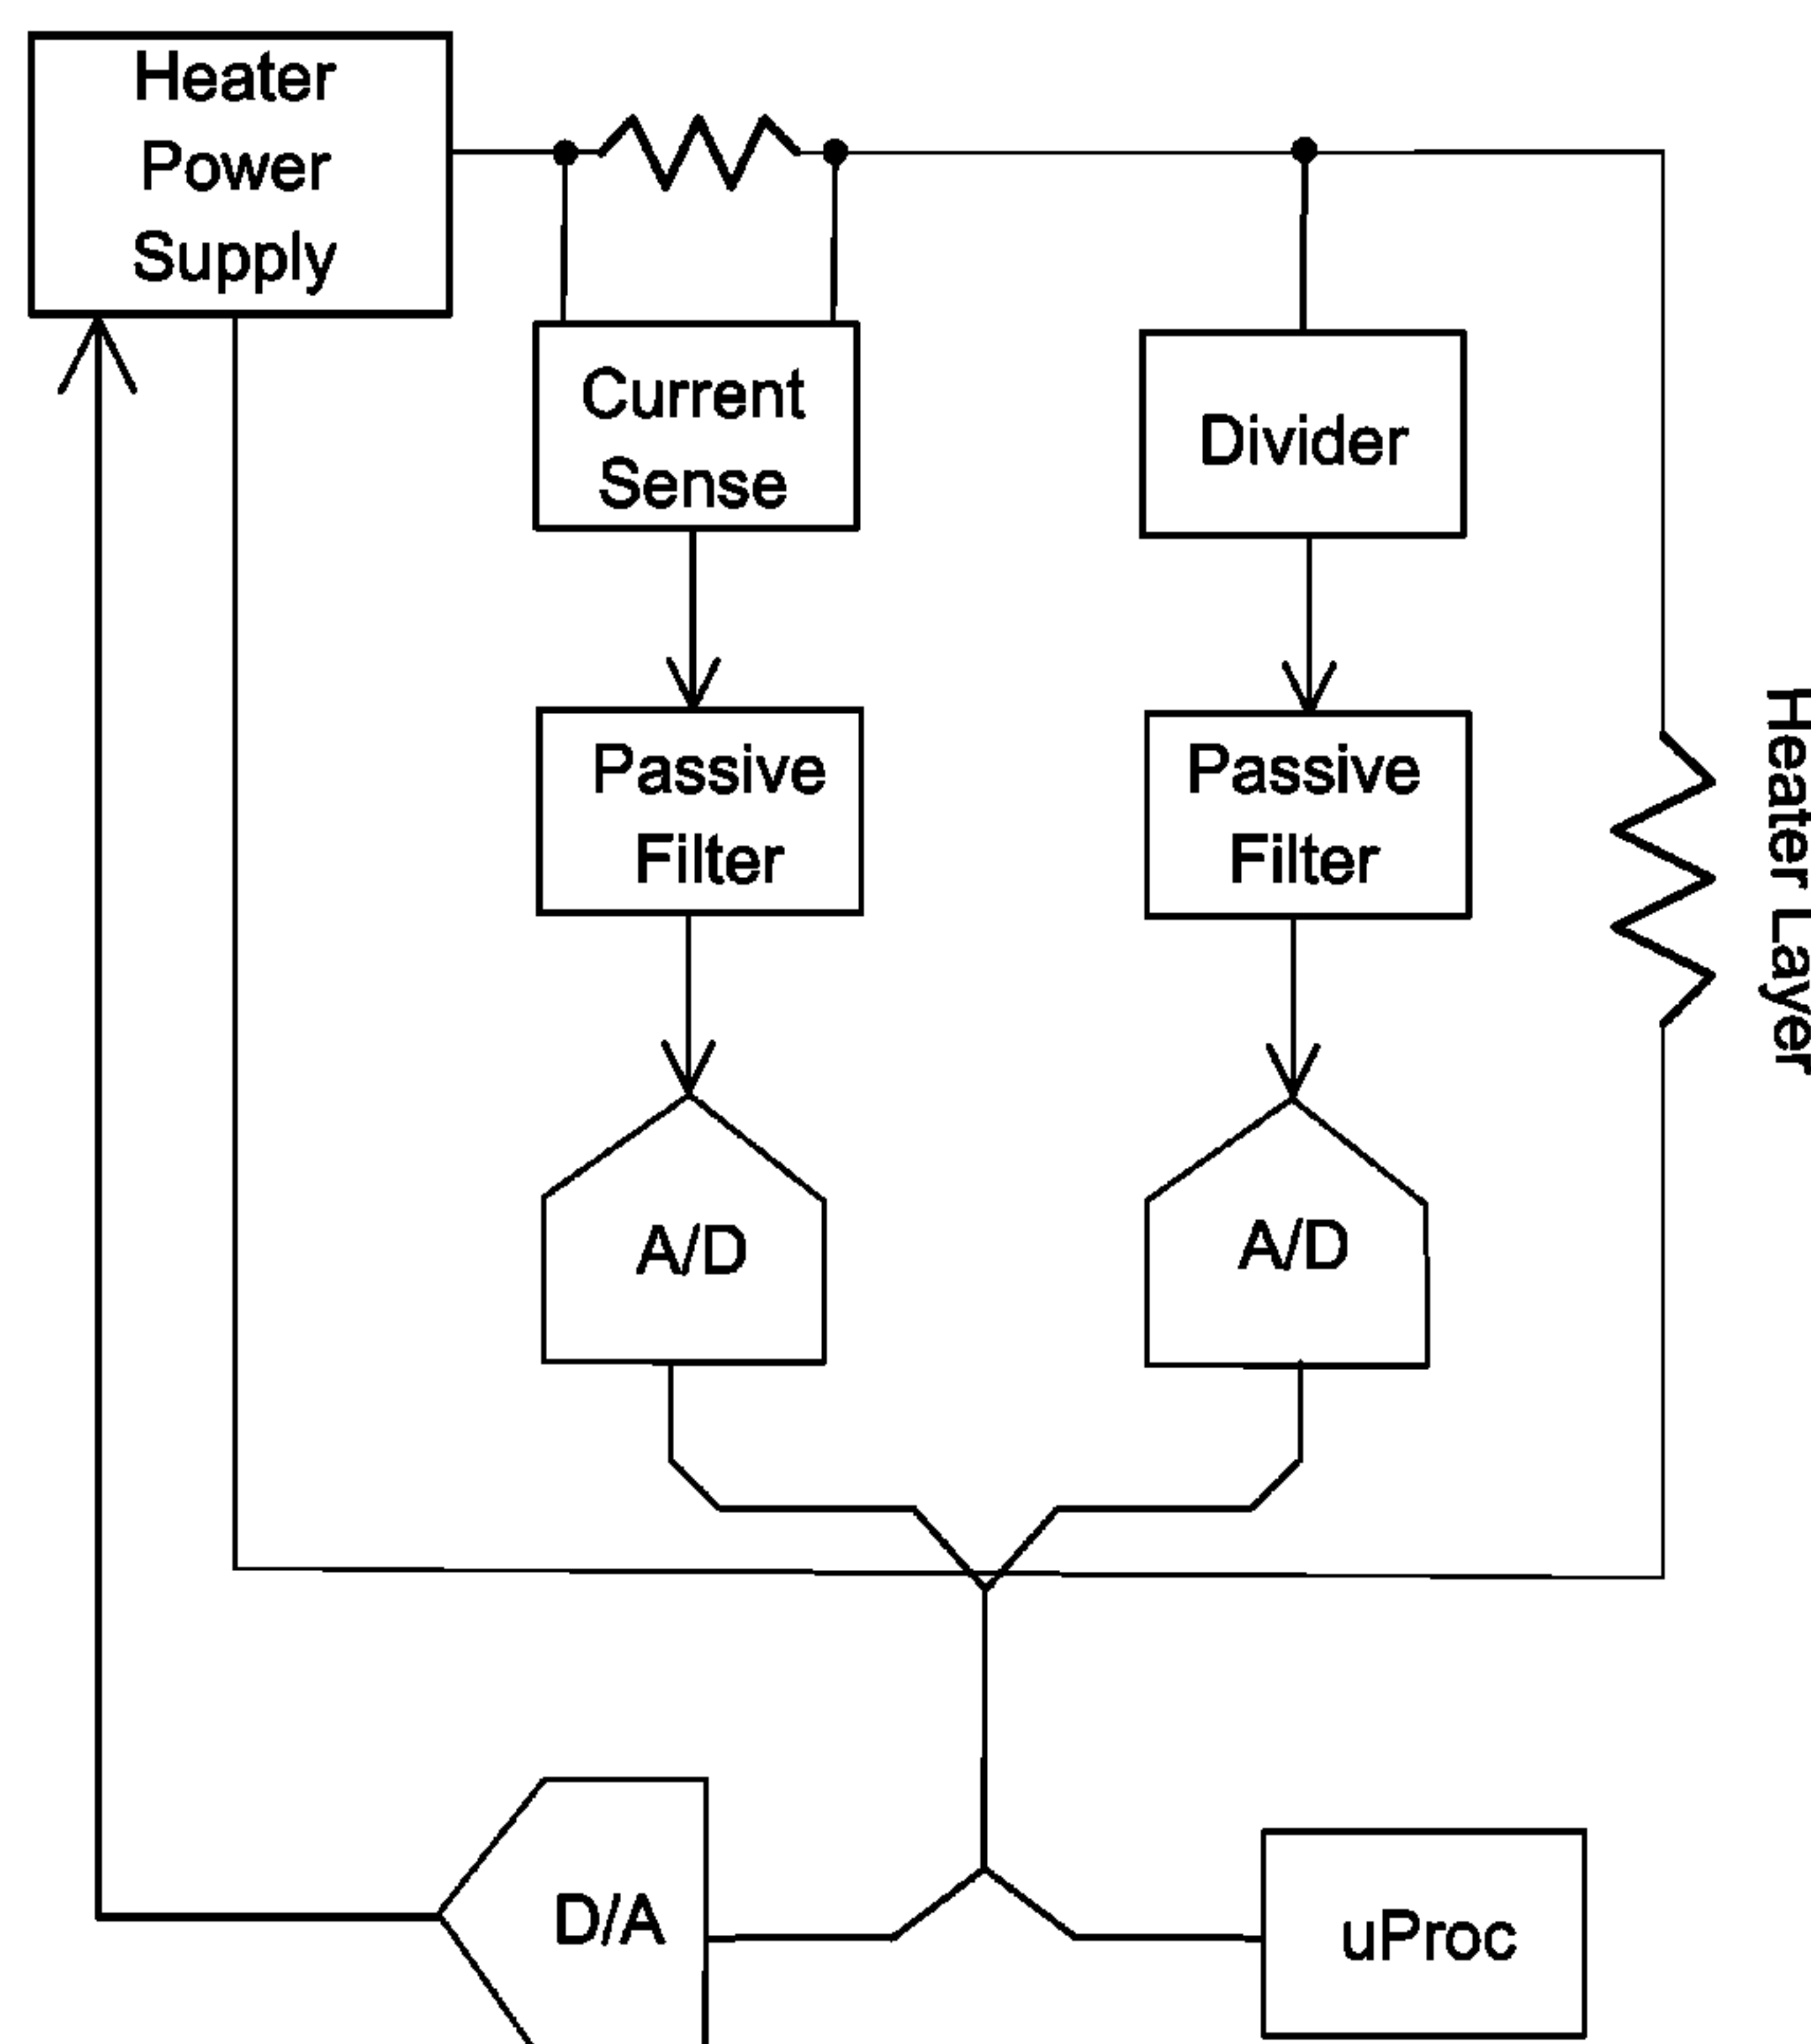 Heater
Power
Supply
Current
Sense
Divider
Passive
Filter
Passive
Filter
Heater Layer
A/D
A/D
D/A
uProc